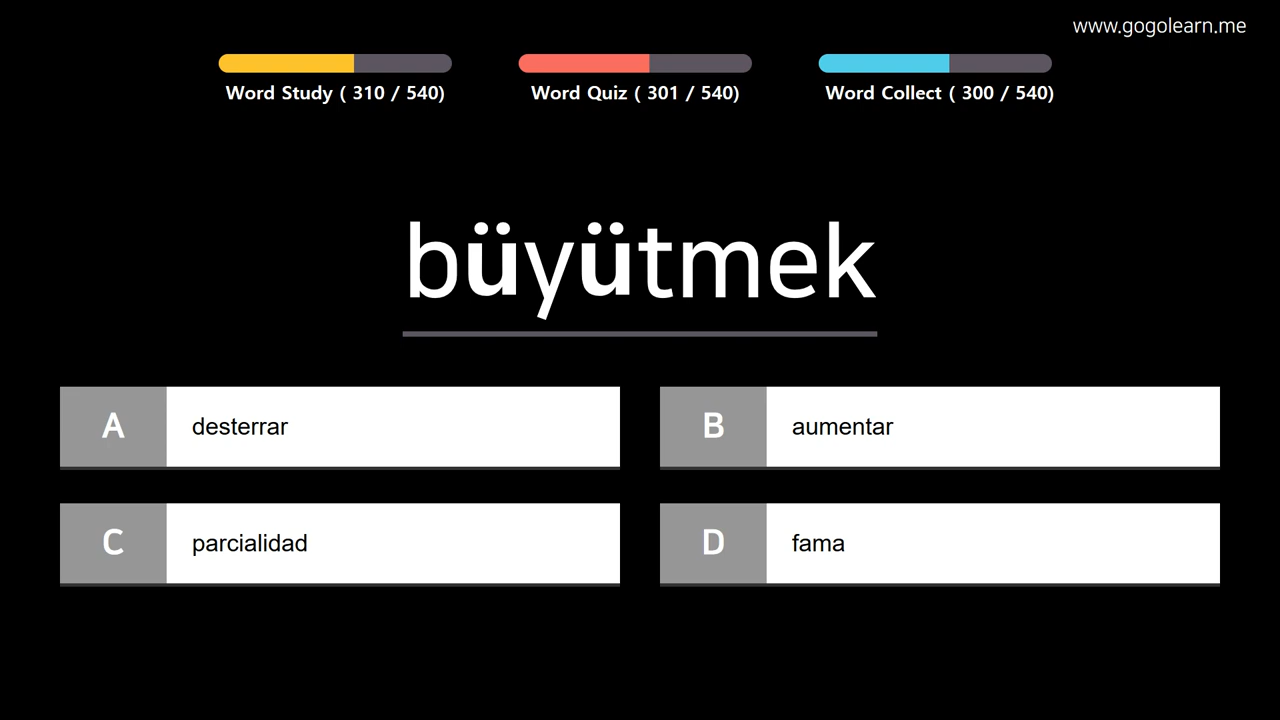 www.gogolearn.me
Word Study ( 310 / 540)
Word Quiz ( 301 / 540)
Word Collect ( 300 / 540)
büyütmek
A desterrar
B aumentar
C parcialidad
D fama